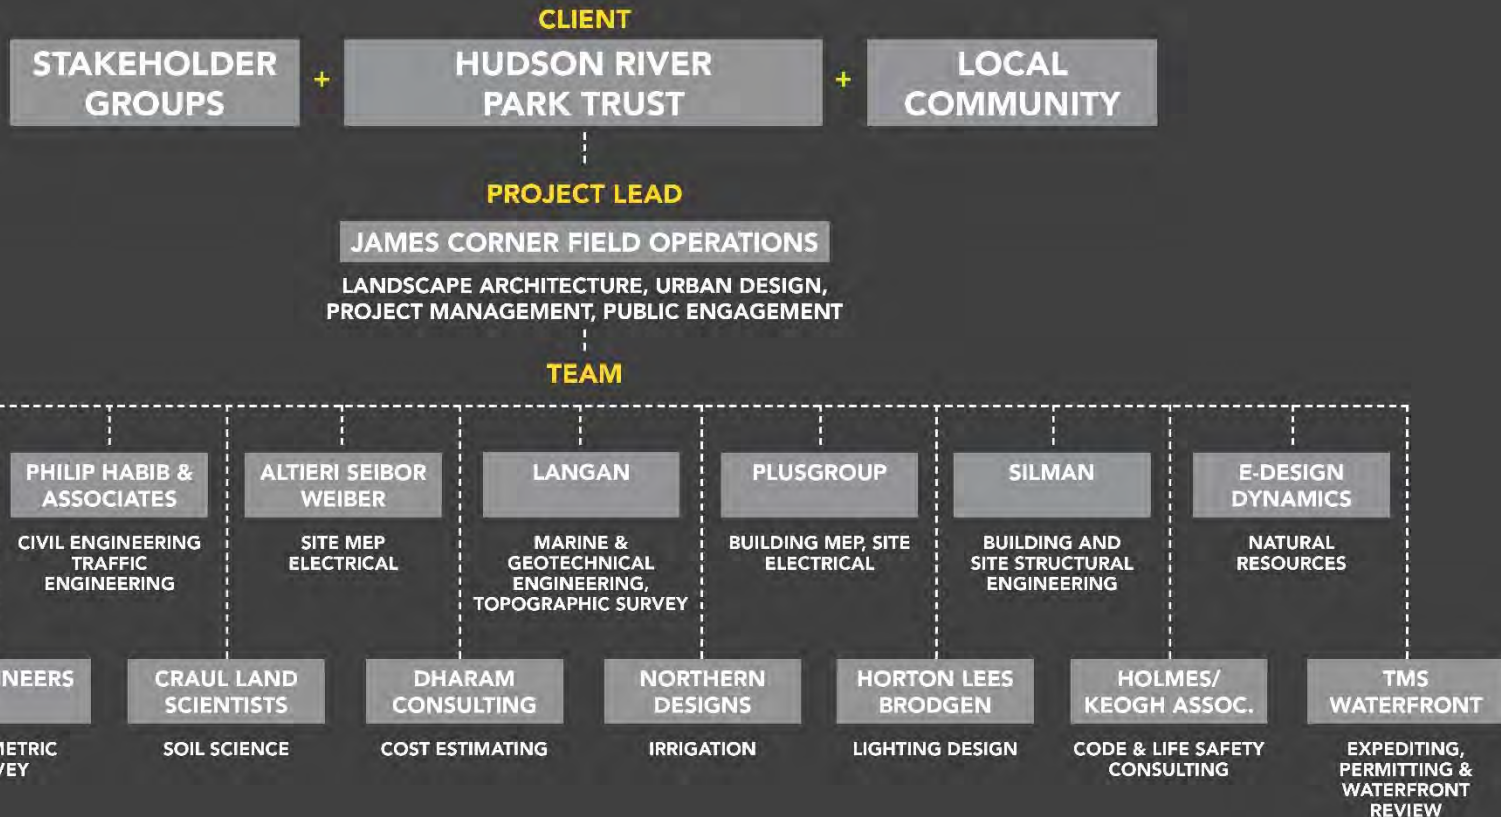 CLIENT
STAKEHOLDER
GROUPS
+
HUDSON RIVER
PARK TRUST
+
LOCAL
COMMUNITY
PROJECT LEAD
JAMES CORNER FIELD OPERATIONS
LANDSCAPE ARCHITECTURE, URBAN DESIGN,
PROJECT MANAGEMENT, PUBLIC ENGAGEMENT
TEAM
PHILIP HABIB &
ASSOCIATES
CIVIL ENGINEERING
TRAFFIC
ENGINEERING
ALTIERI SEIBOR
WEIBER
SITE MEP
ELECTRICAL
LANGAN
MARINE &
GEOTECHNICAL
ENGINEERING,
TOPOGRAPHIC SURVEY
PLUSGROUP
BUILDING MEP, SITE
ELECTRICAL
SILMAN
BUILDING AND
SITE STRUCTURAL
ENGINEERING
E-DESIGN
DYNAMICS
NATURAL
RESOURCES
NEERS
METRIC
VEY
CRAUL LAND
SCIENTISTS
SOIL SCIENCE
DHARAM
CONSULTING
COST ESTIMATING
NORTHERN
DESIGNS
IRRIGATION
HORTON LEES
BRODGEN
LIGHTING DESIGN
HOLMES/
KEOGH ASSOC.
CODE & LIFE SAFETY
CONSULTING
TMS
WATERFRONT
EXPEDITING,
PERMITTING &
WATERFRONT
REVIEW